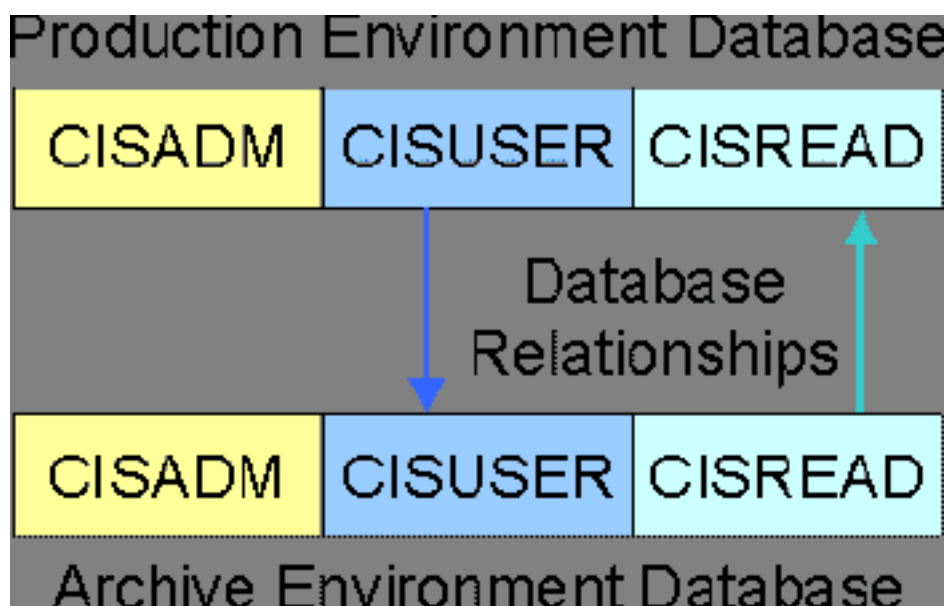 Production Environment Database
CISADM CISUSER CISREAD
Database
Relationships
CISADM CISUSER CISREAD
Archive Environment Database